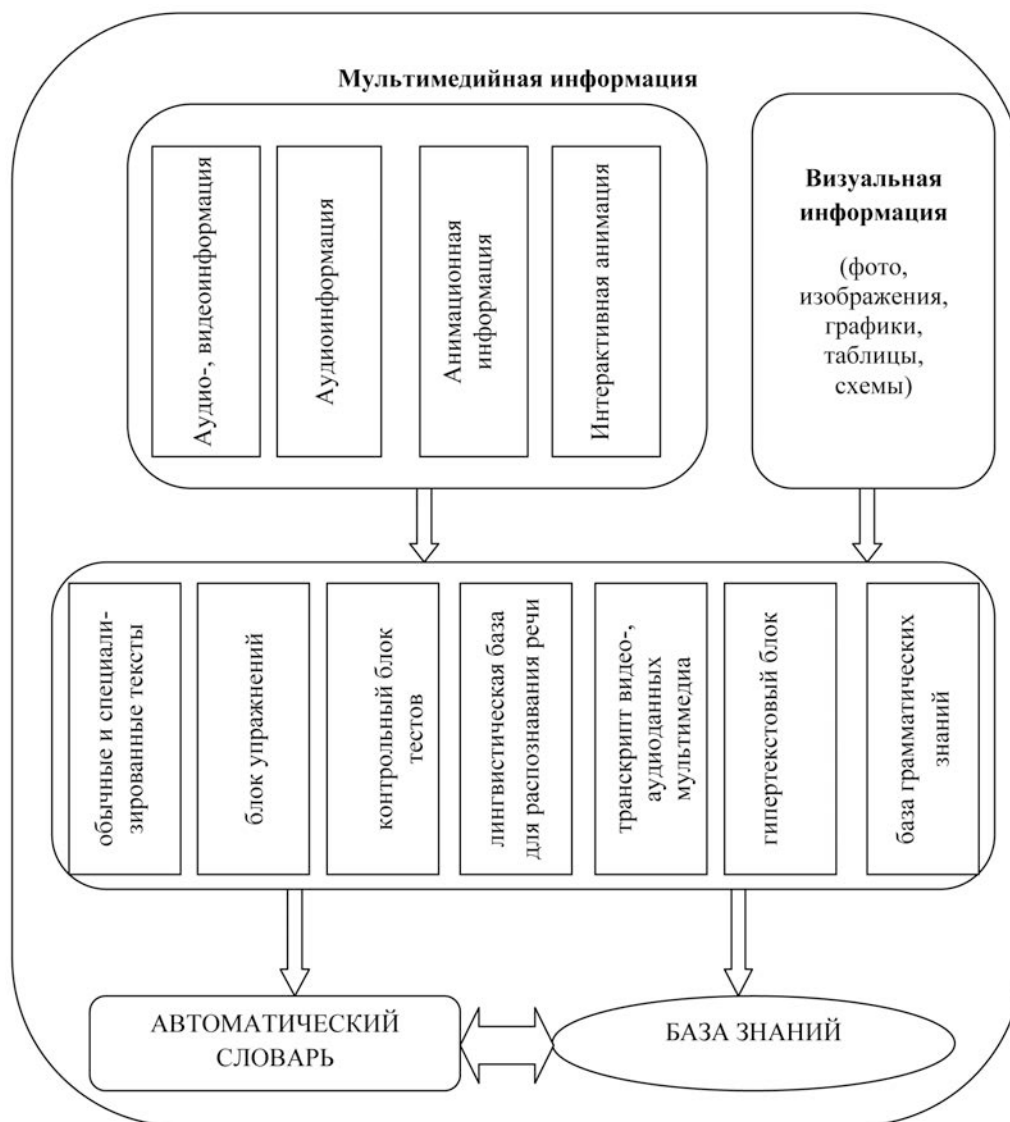 Мультимедийная информация
Аудио-, видеоинформация
Аудиоинформация
Анимационная
информация
Интерактивная анимация
Визуальная
информация
(фото,
изображения,
графики,
таблицы,
схемы)
обычные и специали-
зированные тексты
блок упражнений
контрольный блок
тестов
лингвистическая база
для распознавания речи
транскрипт видео-,
аудиоданных
мультимедиа
гипертекстовый блок
база грамматических
знаний
АВТОМАТИЧЕСКИЙ
СЛОВАРЬ
БАЗА ЗНАНИЙ